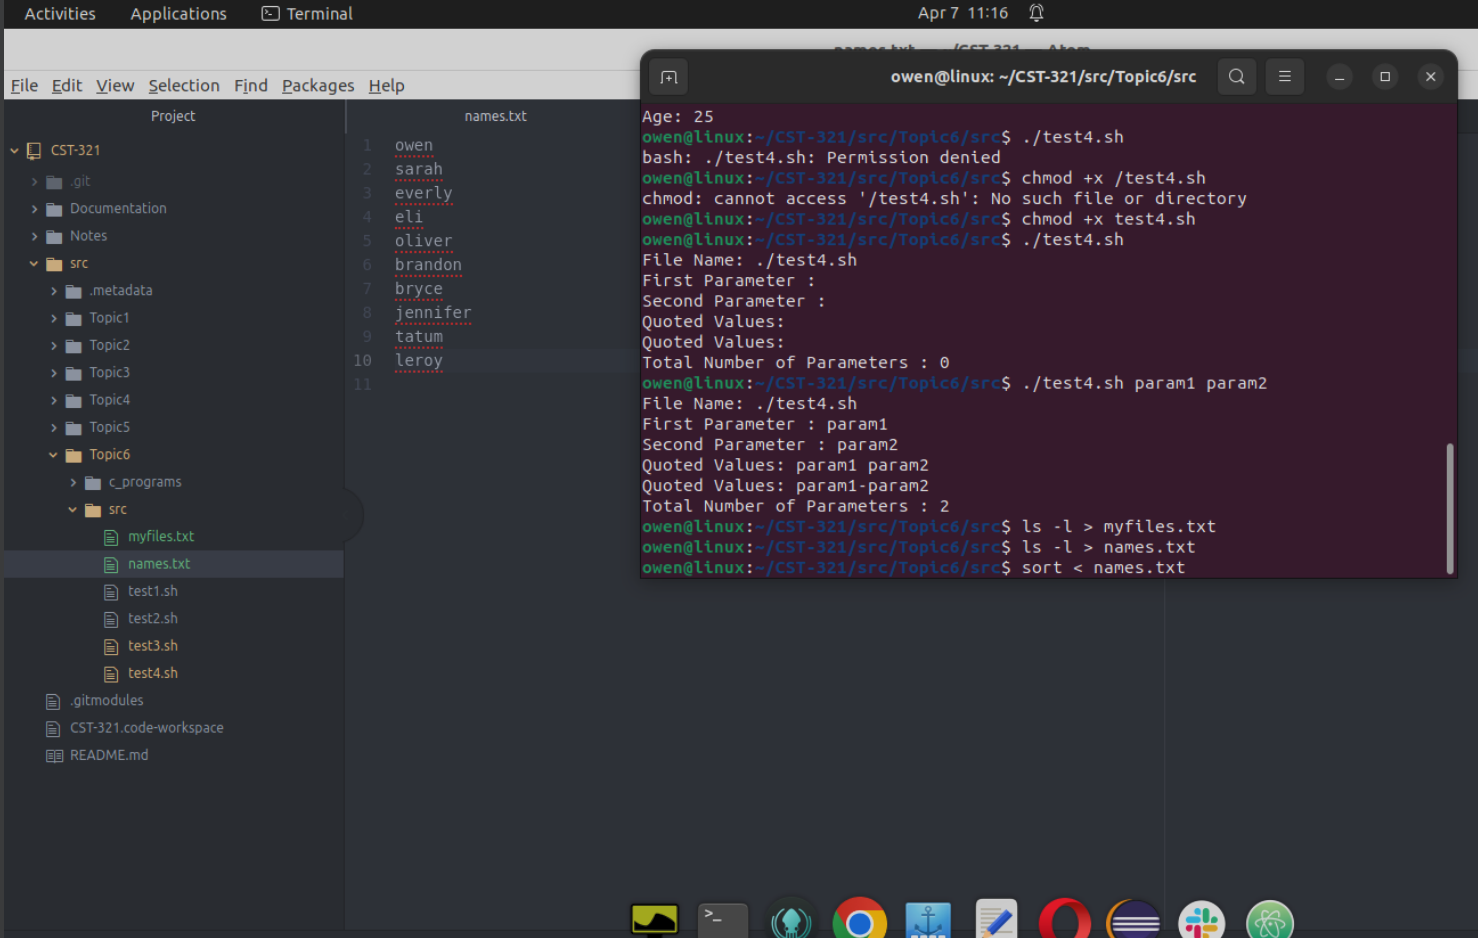 Activities Applications Terminal Apr 7 11:16
names.txt — ~/CST-321 — Atom
File Edit View Selection Find Packages Help
Project
CST-321
.git
Documentation
Notes
src
.metadata
Topic1
Topic2
Topic3
Topic4
Topic5
Topic6
c_programs
src
myfiles.txt
names.txt
test1.sh
test2.sh
test3.sh
test4.sh
.gitmodules
CST-321.code-workspace
README.md
names.txt
1 owen
2 sarah
3 everly
4 eli
5 oliver
6 brandon
7 bryce
8 jennifer
9 tatum
10 leroy
11
owen@linux: ~/CST-321/src/Topic6/src
Age: 25
owen@linux:~/CST-321/src/Topic6/src$ ./test4.sh
bash: ./test4.sh: Permission denied
owen@linux:~/CST-321/src/Topic6/src$ chmod +x /test4.sh
chmod: cannot access '/test4.sh': No such file or directory
owen@linux:~/CST-321/src/Topic6/src$ chmod +x test4.sh
owen@linux:~/CST-321/src/Topic6/src$ ./test4.sh
File Name: ./test4.sh
First Parameter :
Second Parameter :
Quoted Values:
Quoted Values:
Total Number of Parameters : 0
owen@linux:~/CST-321/src/Topic6/src$ ./test4.sh param1 param2
File Name: ./test4.sh
First Parameter : param1
Second Parameter : param2
Quoted Values: param1 param2
Quoted Values: param1-param2
Total Number of Parameters : 2
owen@linux:~/CST-321/src/Topic6/src$ ls -l > myfiles.txt
owen@linux:~/CST-321/src/Topic6/src$ ls -l > names.txt
owen@linux:~/CST-321/src/Topic6/src$ sort < names.txt